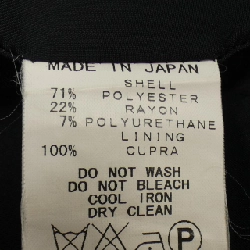 MADE IN JAPAN
SHELL
71% POLYESTER
22% RAYON
7% POLYURETHANE
LINING
100% CUPRA
DO NOT WASH
DO NOT BLEACH
COOL IRON
DRY CLEAN